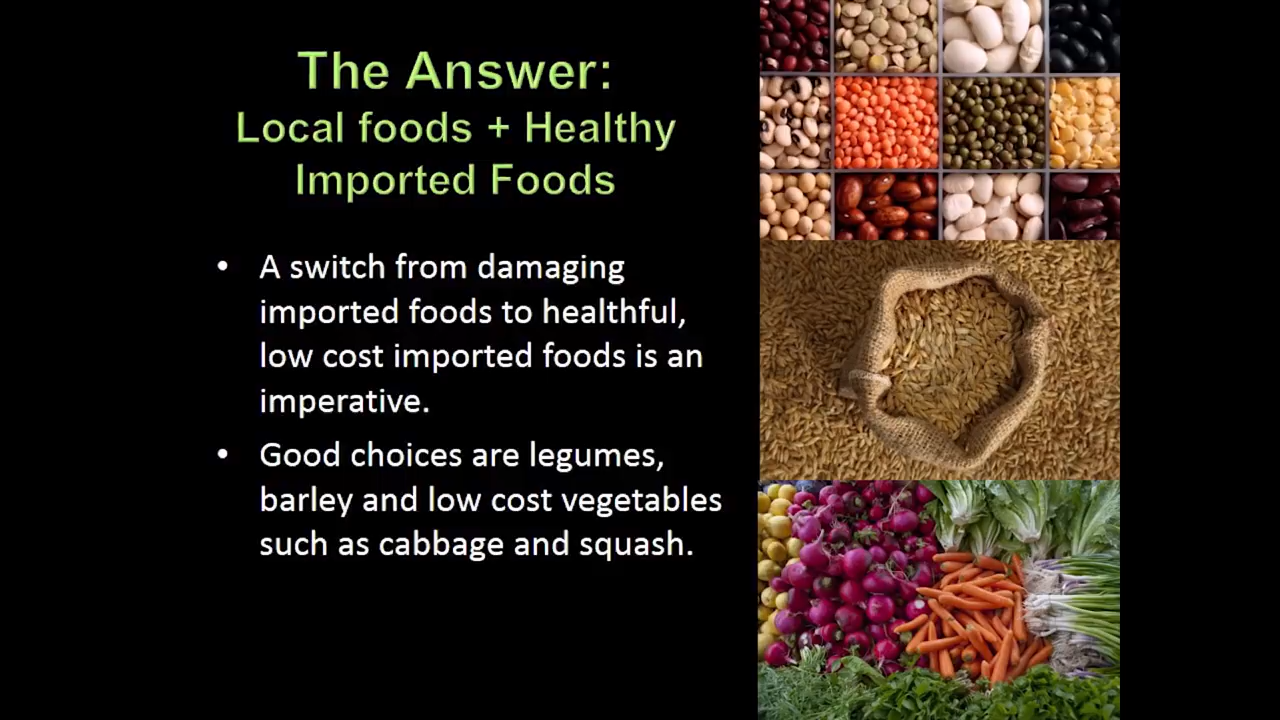 The Answer:
Local foods + Healthy
Imported Foods
• A switch from damaging
imported foods to healthful,
low cost imported foods is an
imperative.
• Good choices are legumes,
barley and low cost vegetables
such as cabbage and squash.